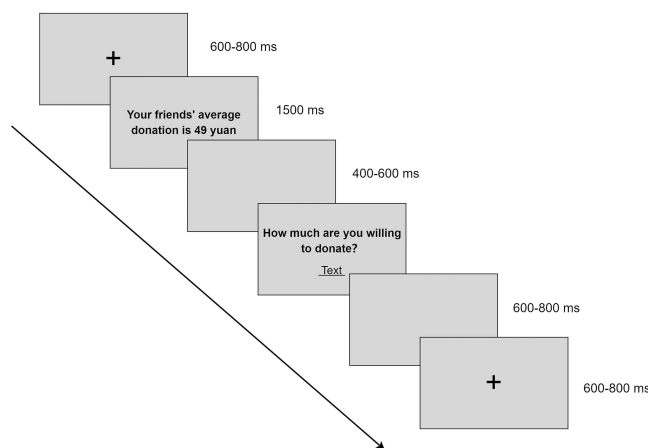 +
600-800 ms
Your friends' average
donation is 49 yuan
1500 ms
400-600 ms
How much are you willing
to donate?
Text
600-800 ms
+
600-800 ms